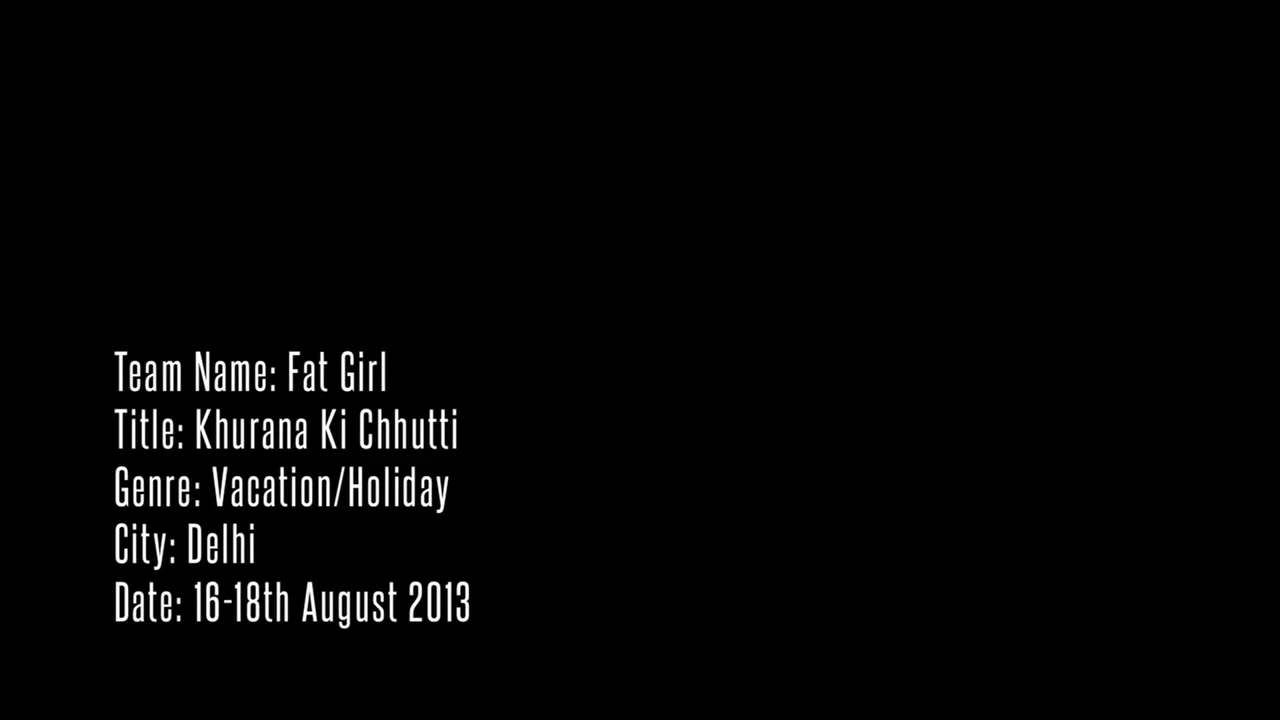 Team Name: Fat Girl
Title: Khurana Ki Chhutti
Genre: Vacation/Holiday
City: Delhi
Date: 16-18th August 2013